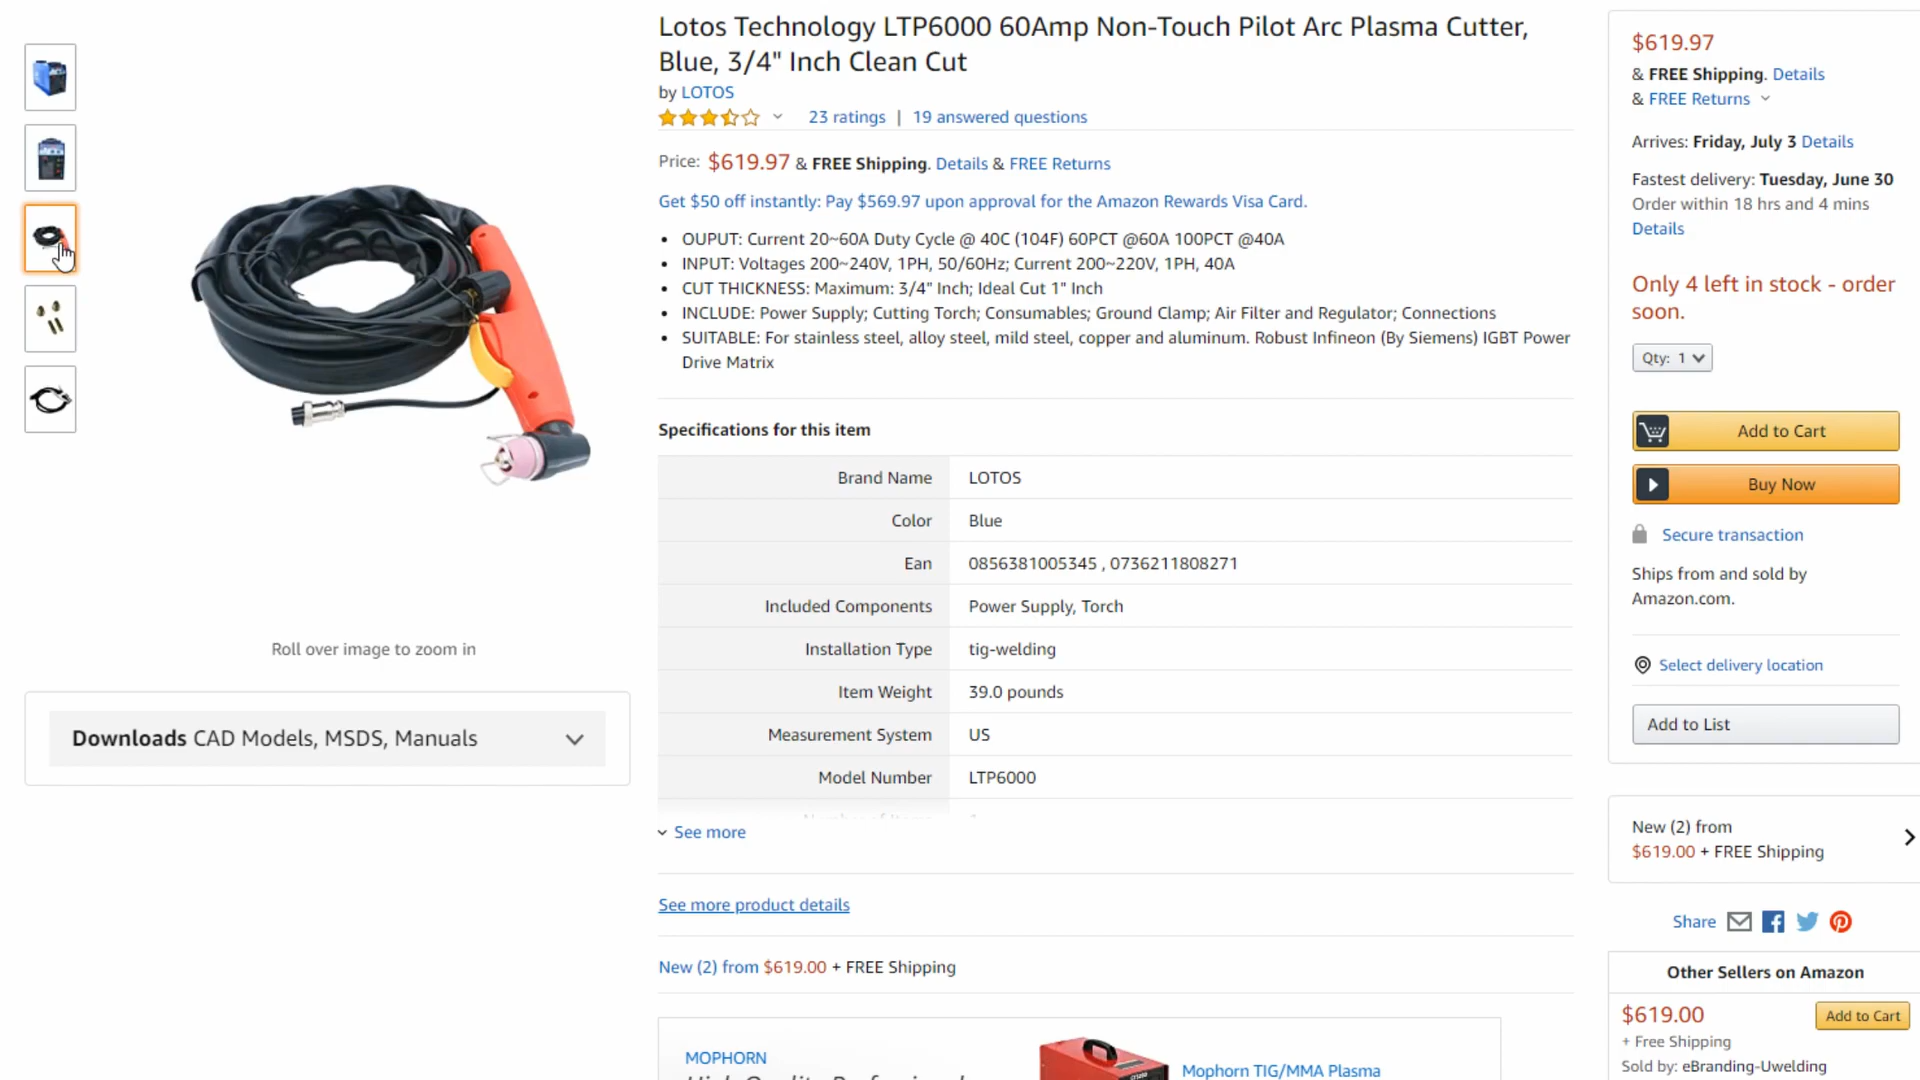 Lotos Technology LTP6000 60Amp Non-Touch Pilot Arc Plasma Cutter,
Blue, 3/4" Inch Clean Cut
by LOTOS
23 ratings | 19 answered questions
Price: $619.97 & FREE Shipping. Details & FREE Returns
Get $50 off instantly: Pay $569.97 upon approval for the Amazon Rewards Visa Card.
• OUPUT: Current 20~60A Duty Cycle @ 40C (104F) 60PCT @60A 100PCT @40A
• INPUT: Voltages 200~240V, 1PH, 50/60Hz; Current 200~220V, 1PH, 40A
• CUT THICKNESS: Maximum: 3/4" Inch; Ideal Cut 1" Inch
• INCLUDE: Power Supply; Cutting Torch; Consumables; Ground Clamp; Air Filter and Regulator; Connections
• SUITABLE: For stainless steel, alloy steel, mild steel, copper and aluminum. Robust Infineon (By Siemens) IGBT Power
Drive Matrix
Specifications for this item
Brand Name LOTOS
Color Blue
Ean 0856381005345 , 0736211808271
Included Components Power Supply, Torch
Installation Type tig-welding
Item Weight 39.0 pounds
Measurement System US
Model Number LTP6000
See more
See more product details
New (2) from $619.00 + FREE Shipping
MOPHORN
Mophorn TIG/MMA Plasma
Roll over image to zoom in
Downloads CAD Models, MSDS, Manuals
$619.97
& FREE Shipping. Details
& FREE Returns
Arrives: Friday, July 3 Details
Fastest delivery: Tuesday, June 30
Order within 18 hrs and 4 mins
Details
Only 4 left in stock - order
soon.
Qty: 1
Add to Cart
Buy Now
Secure transaction
Ships from and sold by
Amazon.com.
Select delivery location
Add to List
New (2) from
$619.00 + FREE Shipping
Share
Other Sellers on Amazon
$619.00 Add to Cart
+ Free Shipping
Sold by: eBranding-Uwelding